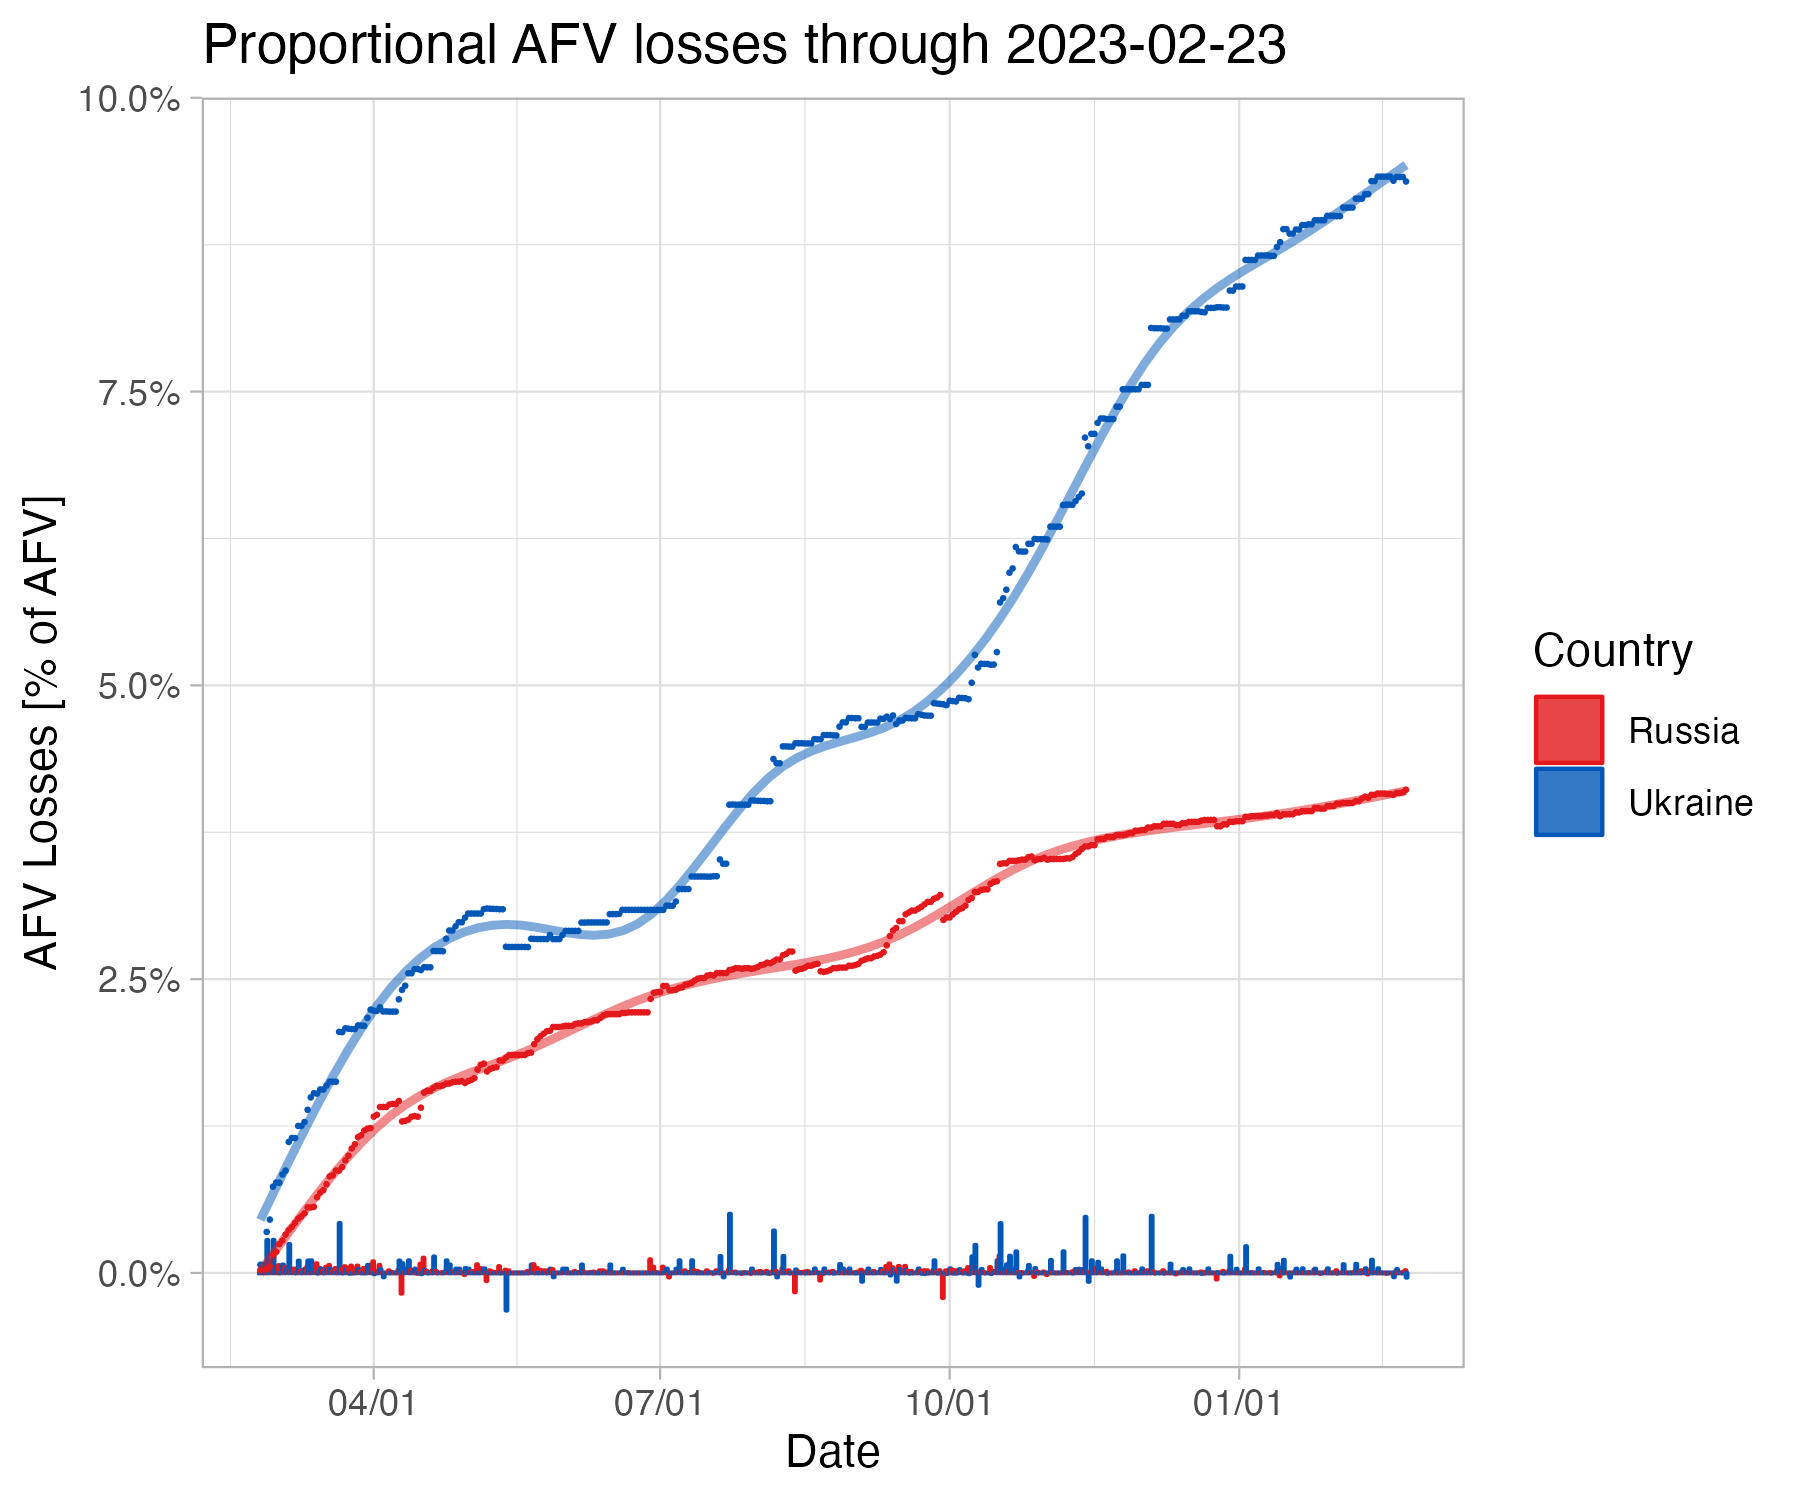 Proportional AFV losses through 2023-02-23
10.0%
7.5%
5.0%
2.5%
0.0%
AFV Losses [% of AFV]
04/01
07/01
10/01
01/01
Date
Country
Russia
Ukraine